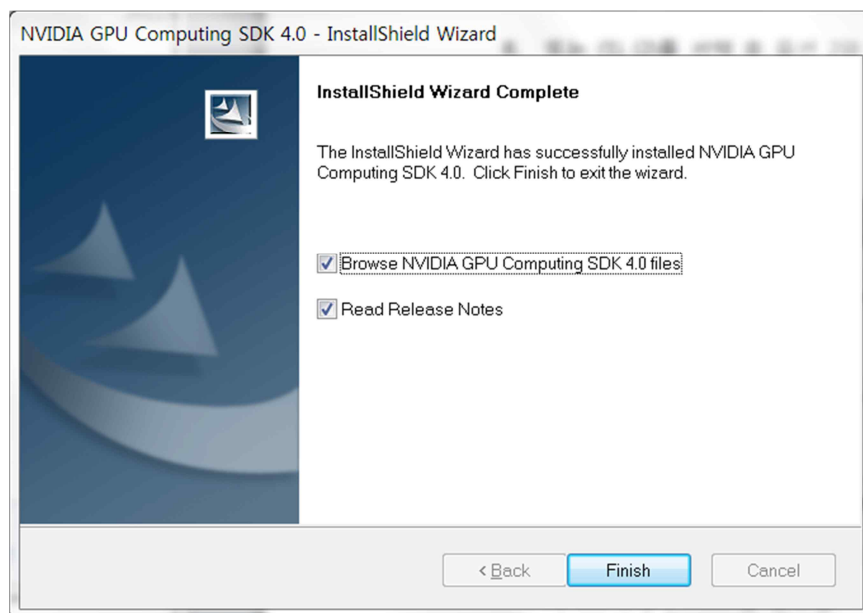 NVIDIA GPU Computing SDK 4.0 - InstallShield Wizard
InstallShield Wizard Complete
The InstallShield Wizard has successfully installed NVIDIA GPU
Computing SDK 4.0. Click Finish to exit the wizard.
Browse NVIDIA GPU Computing SDK 4.0 files
Read Release Notes
< Back
Finish
Cancel